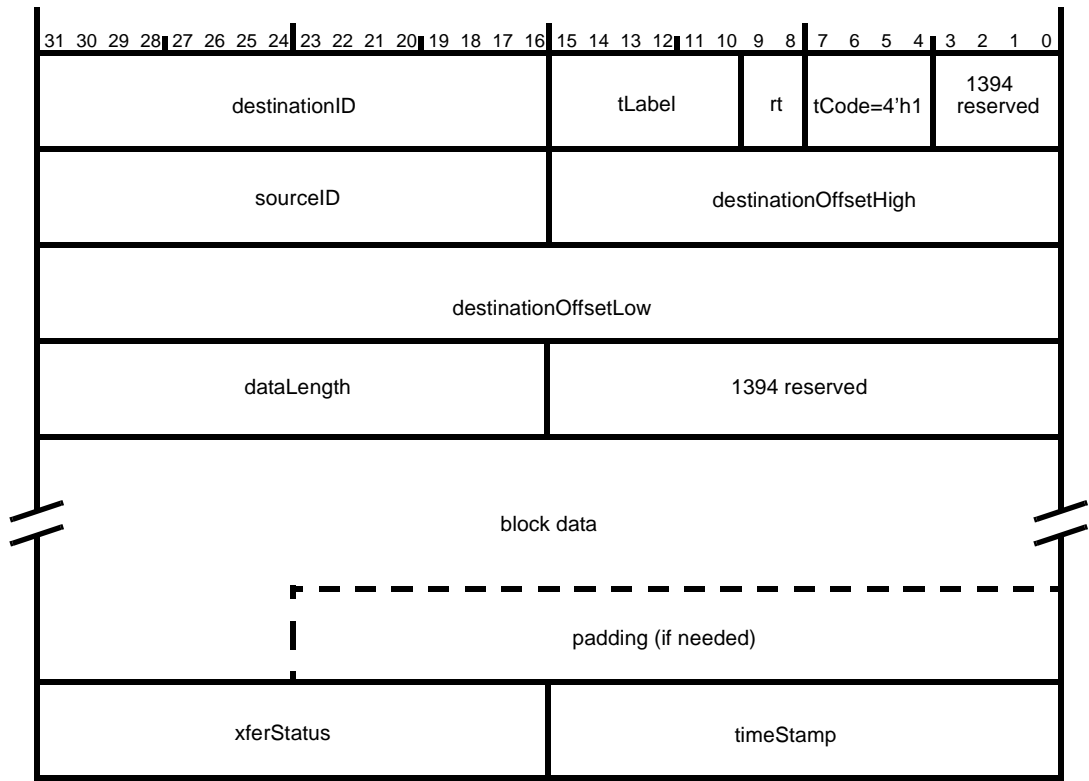 31 30 29 28 27 26 25 24 23 22 21 20 19 18 17 16 15 14 13 12 11 10 9 8 7 6 5 4 3 2 1 0
destinationID
tLabel
rt
tCode=4'h1
1394
reserved
sourceID
destinationOffsetHigh
destinationOffsetLow
dataLength
1394 reserved
block data
padding (if needed)
xferStatus
timeStamp